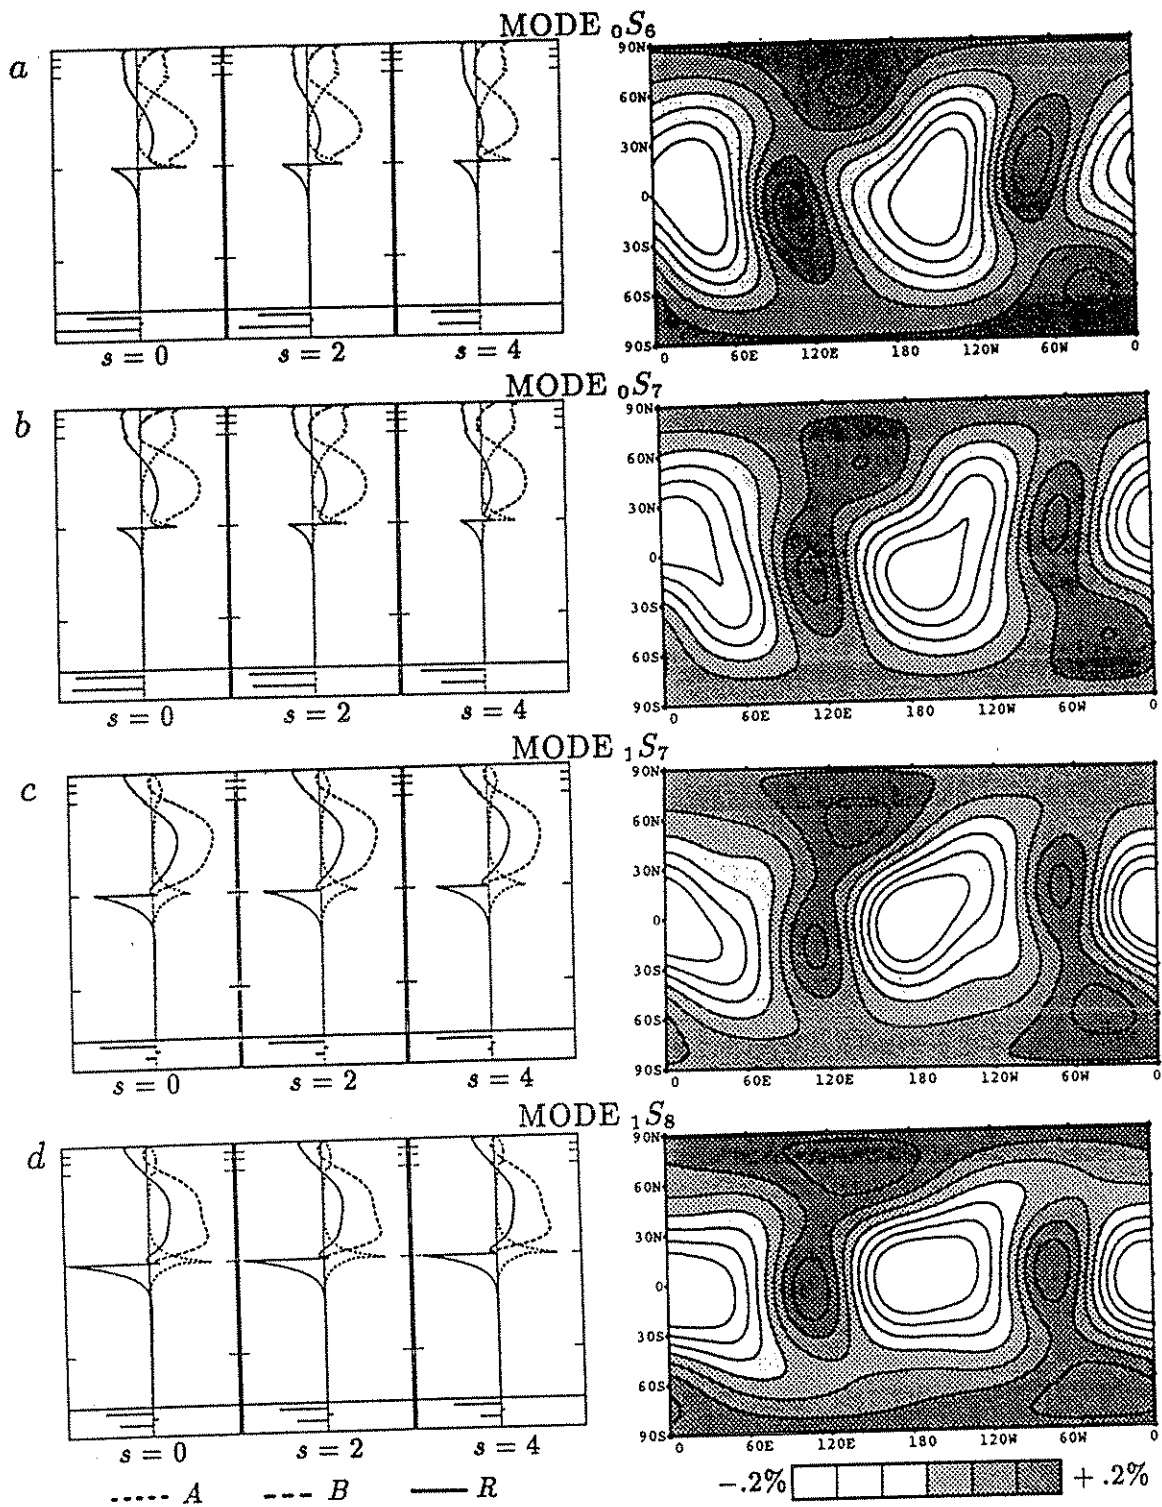 MODE ₀S₆
a
90N
60N
30N
0
30S
60S
90S
0 60E 120E 180 120W 60W 0
s = 0 s = 2 s = 4
MODE ₀S₇
b
90N
60N
30N
0
30S
60S
90S
0 60E 120E 180 120W 60W 0
s = 0 s = 2 s = 4
MODE ₁S₇
c
90N
60N
30N
0
30S
60S
90S
0 60E 120E 180 120W 60W 0
s = 0 s = 2 s = 4
MODE ₁S₈
d
90N
60N
30N
0
30S
60S
90S
0 60E 120E 180 120W 60W 0
s = 0 s = 2 s = 4
A B R
-.2% + .2%